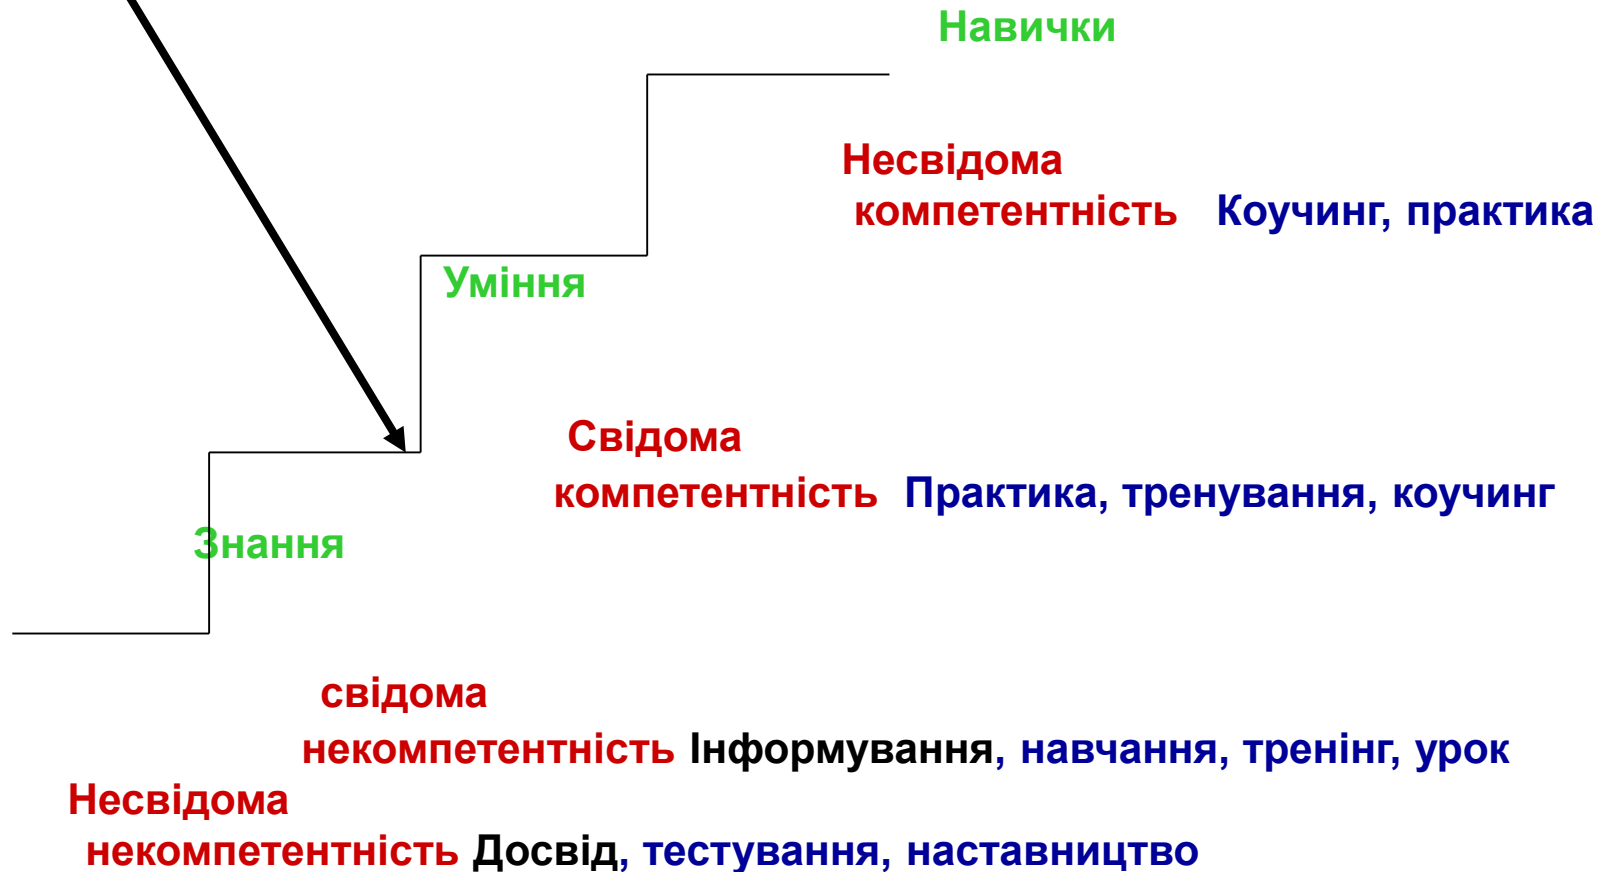 Навички
Несвідома
компетентність Коучинг, практика
Уміння
Свідома
компетентність Практика, тренування, коучинг
Знання
свідома
некомпетентність Інформування, навчання, тренінг, урок
Несвідома
некомпетентність Досвід, тестування, наставництво